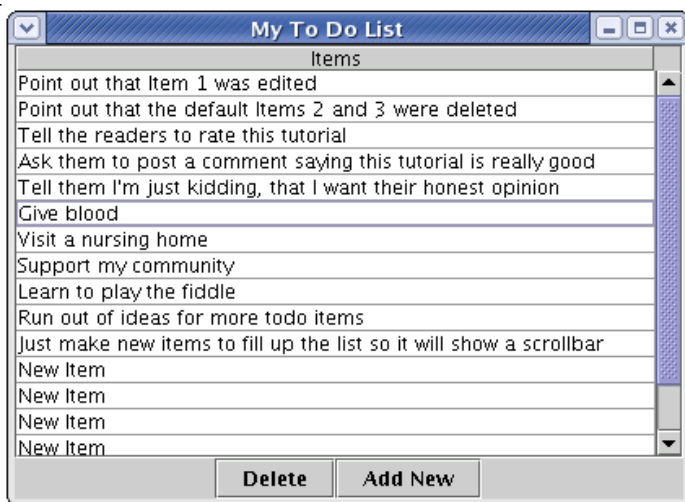 My To Do List
Items
Point out that Item 1 was edited
Point out that the default Items 2 and 3 were deleted
Tell the readers to rate this tutorial
Ask them to post a comment saying this tutorial is really good
Tell them I'm just kidding, that I want their honest opinion
Give blood
Visit a nursing home
Support my community
Learn to play the fiddle
Run out of ideas for more todo items
Just make new items to fill up the list so it will show a scrollbar
New Item
New Item
New Item
New Item
Delete Add New